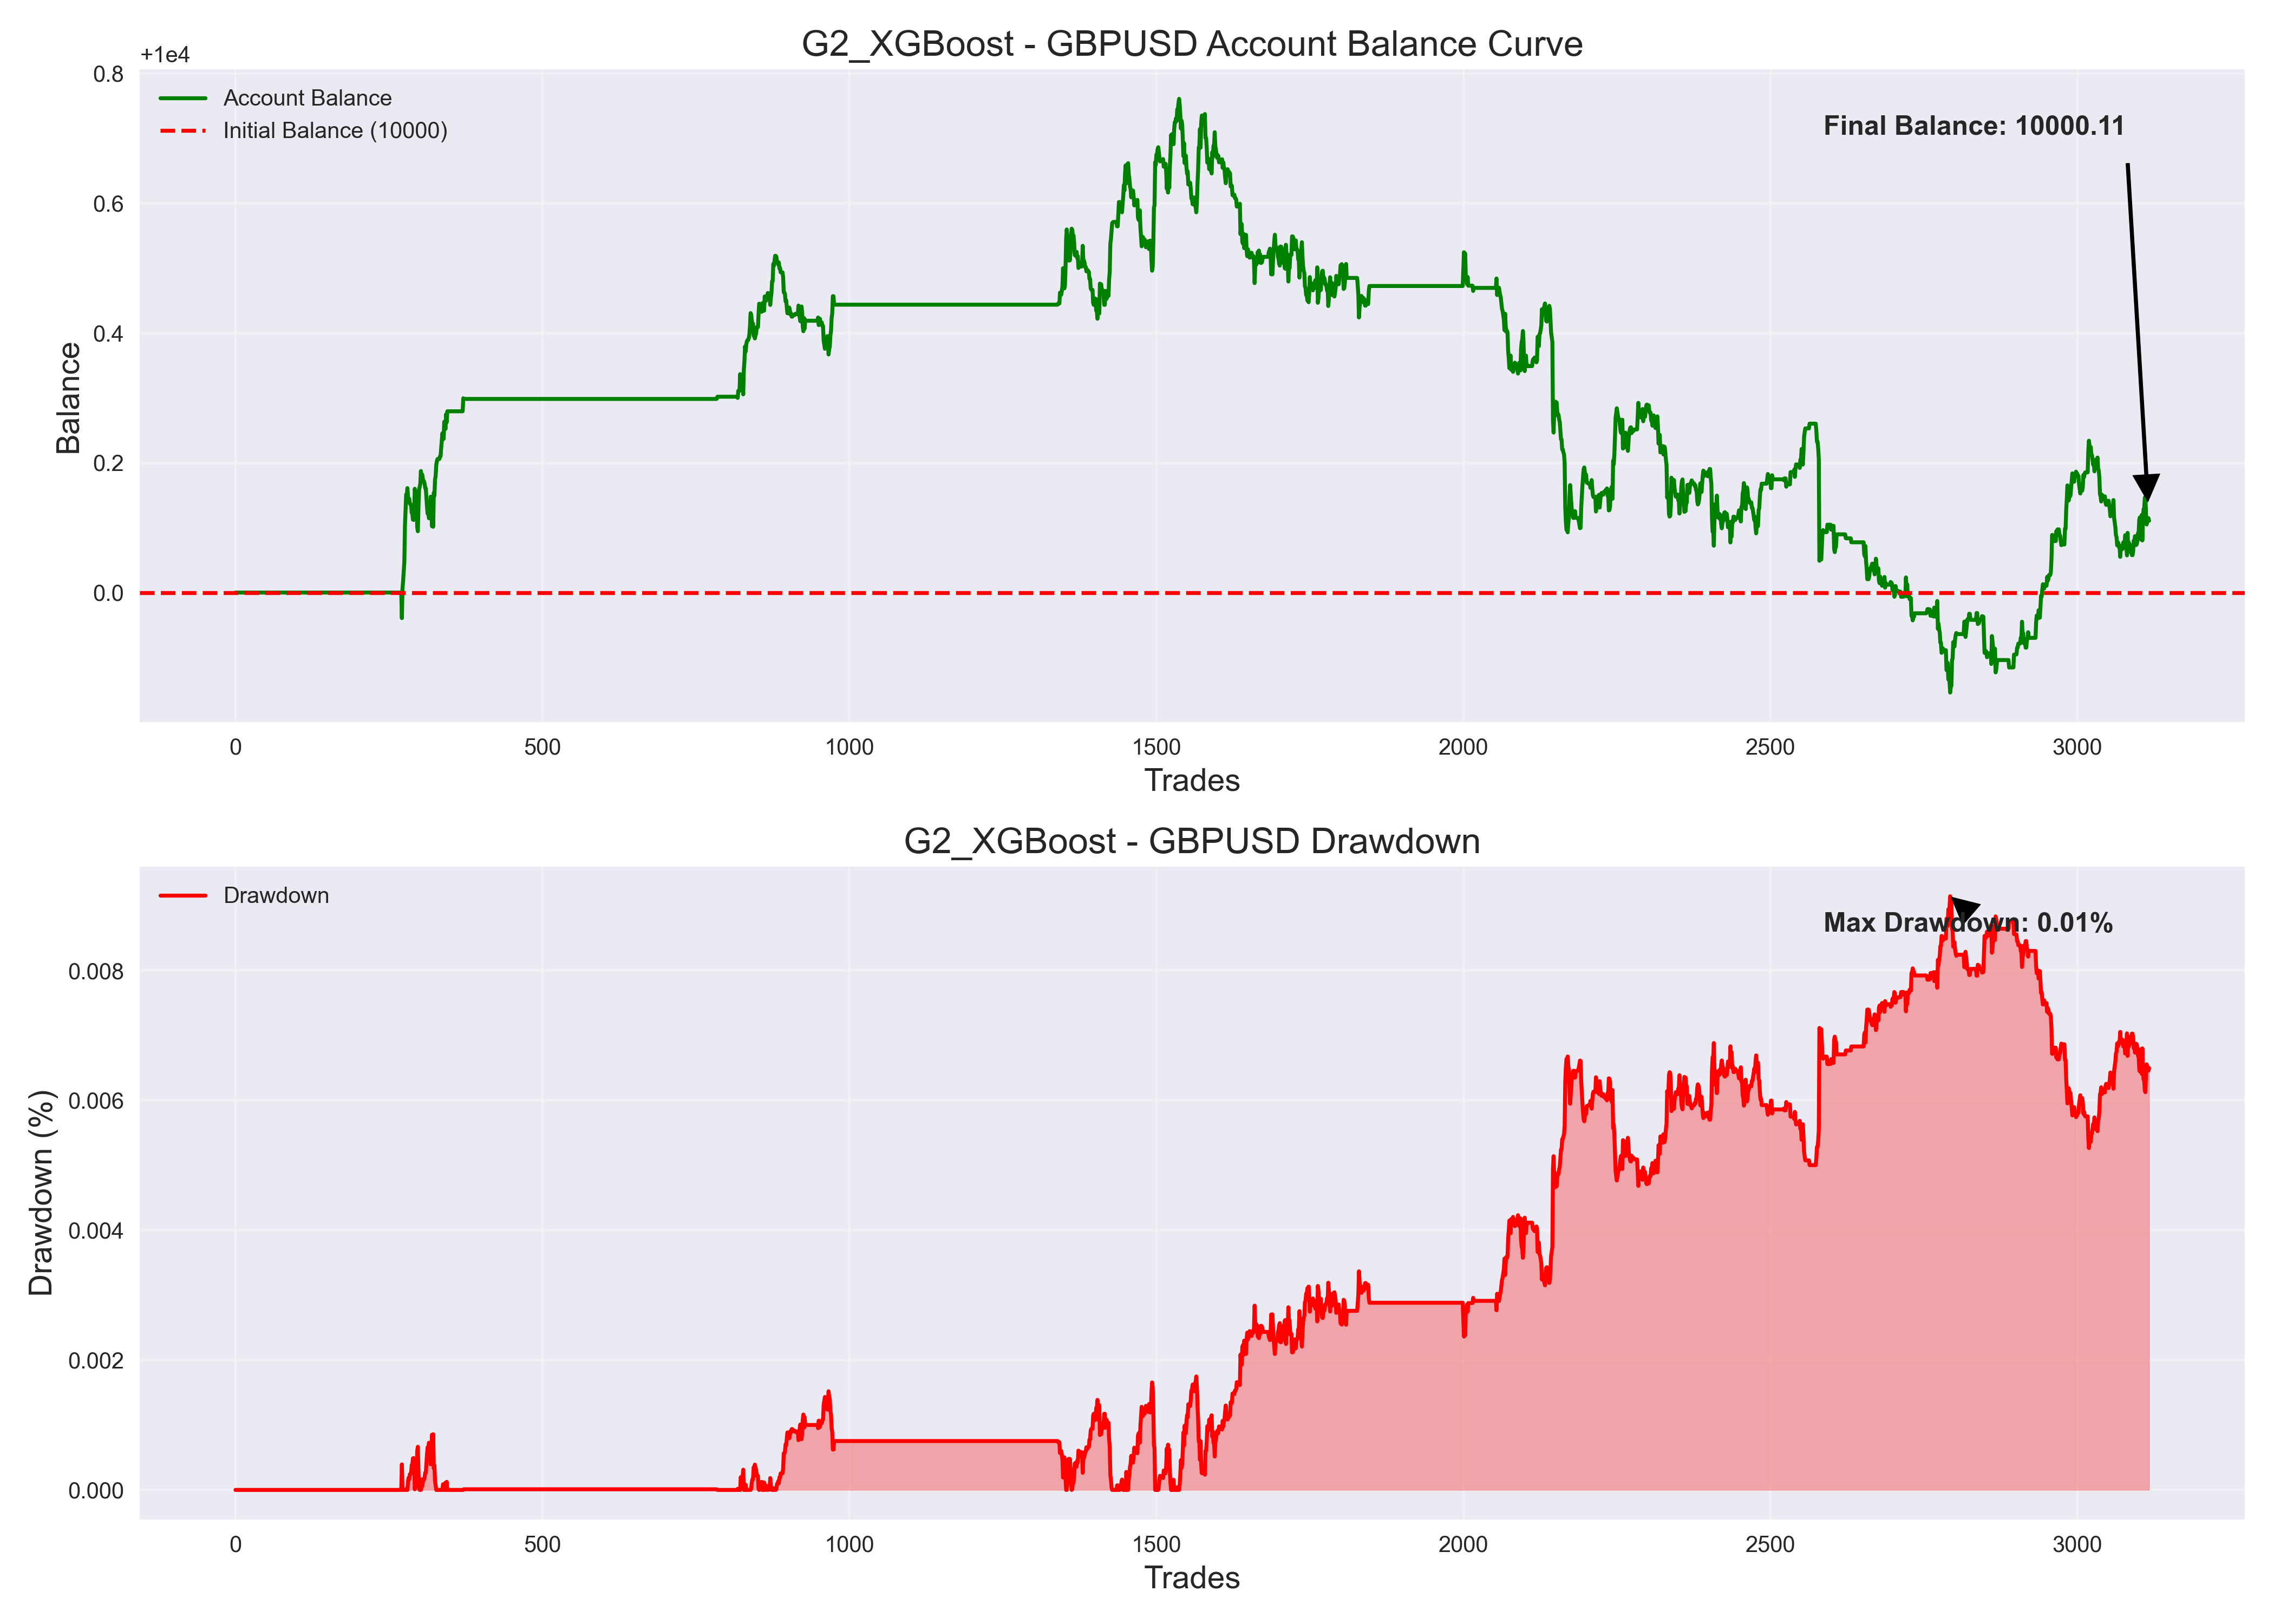 G2_XGBoost - GBPUSD Account Balance Curve
+1e4
0.8
0.6
0.4
0.2
0.0
Balance
Account Balance
Initial Balance (10000)
Final Balance: 10000.11
0 500 1000 1500 2000 2500 3000
Trades
G2_XGBoost - GBPUSD Drawdown
Drawdown
Max Drawdown: 0.01%
0.008
0.006
0.004
0.002
0.000
Drawdown (%)
0 500 1000 1500 2000 2500 3000
Trades